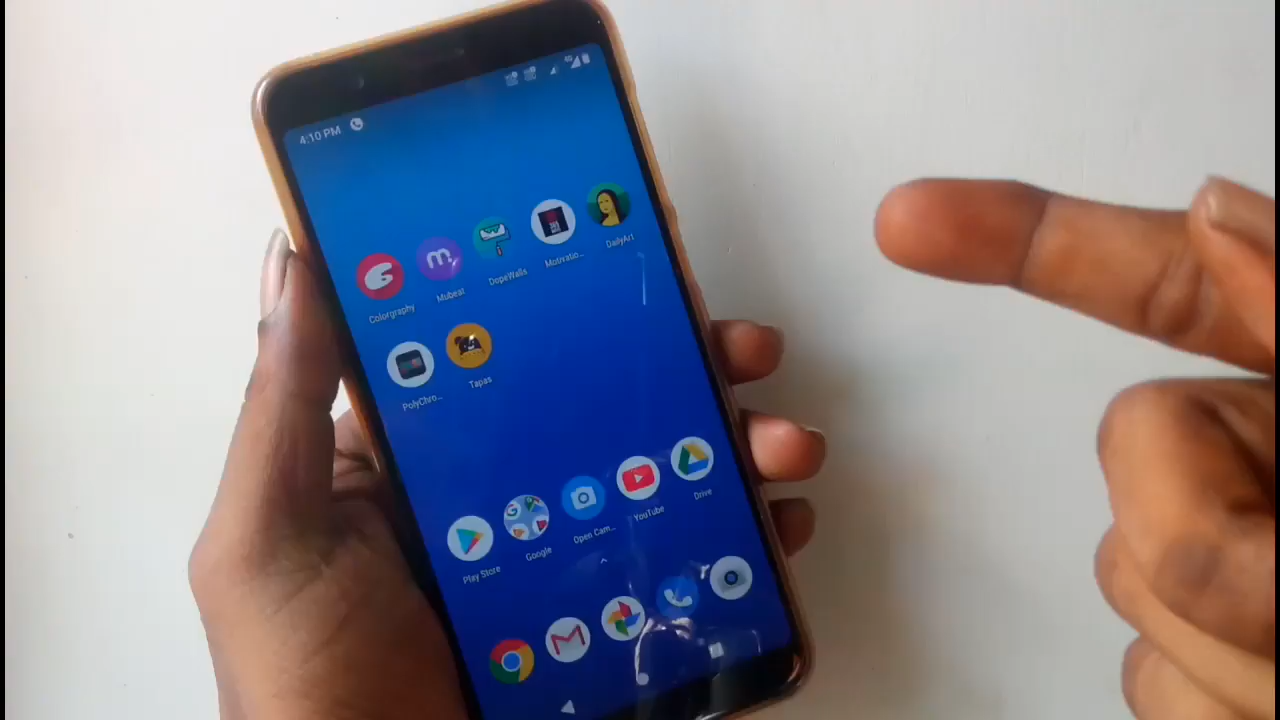 4:10 PM
Colorgraphy
Mubeat
DopeWalls
Motivatio...
DailyArt
PolyChro...
Tapas
Play Store
Google
Open Cam...
YouTube
Drive